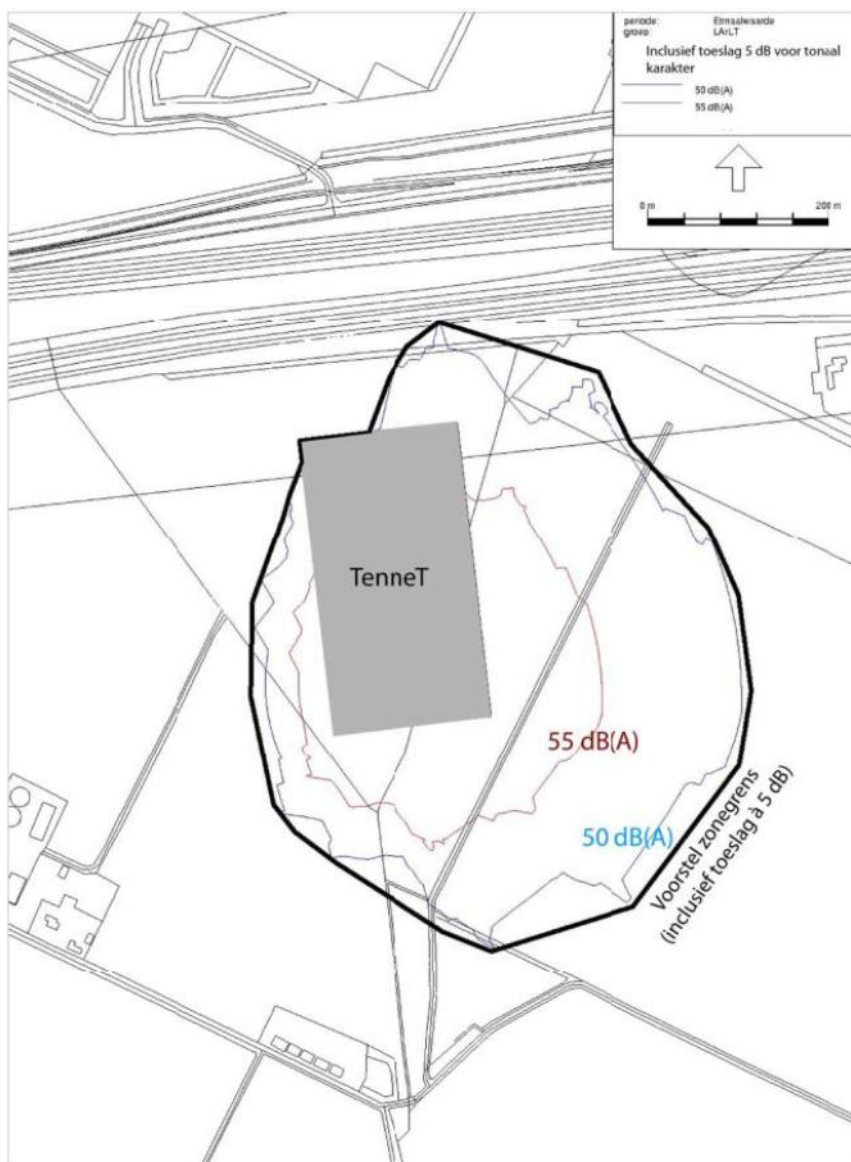 periode: Etmaalwaarde
groep: LArLT
Inclusief toeslag 5 dB voor tonaal
karakter
50 dB(A)
55 dB(A)
0 m 200 m
TenneT
55 dB(A)
50 dB(A)
Voorstel zonegrens
(inclusief toeslag à 5 dB)